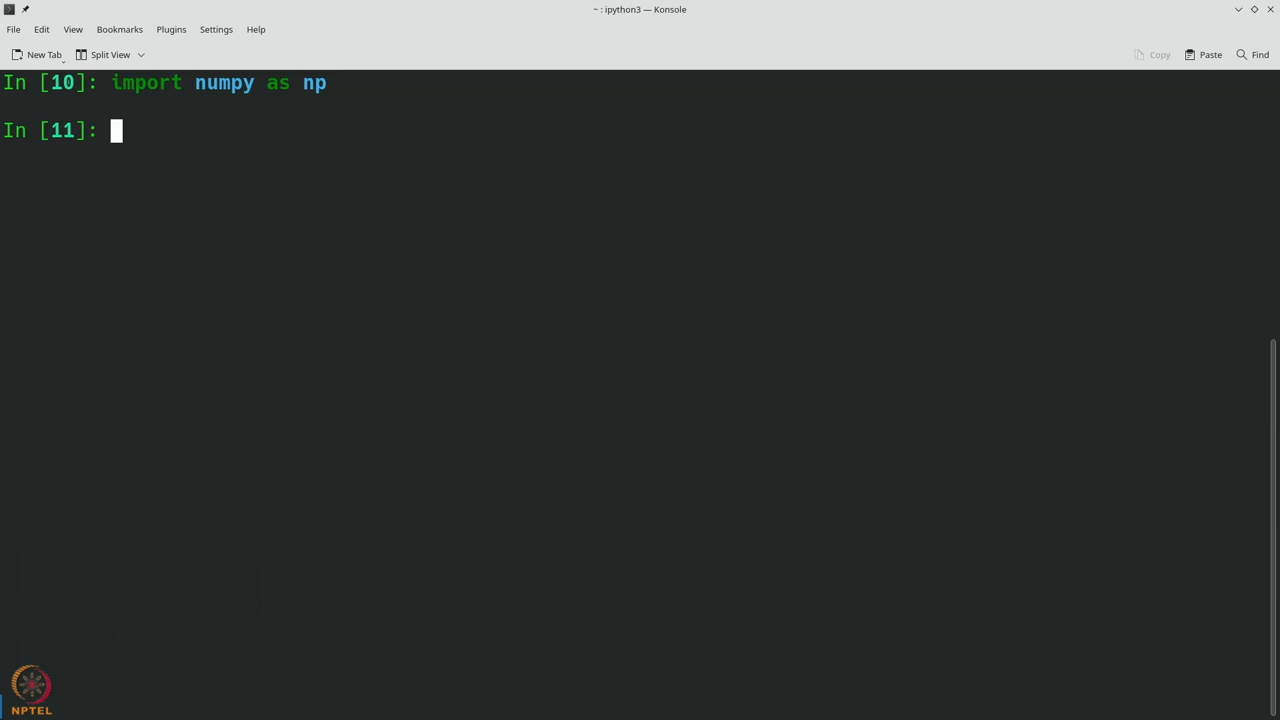 ~ : ipython3 — Konsole
File Edit View Bookmarks Plugins Settings Help
New Tab Split View Copy Paste Find
In [10]: import numpy as np
In [11]:
NPTEL